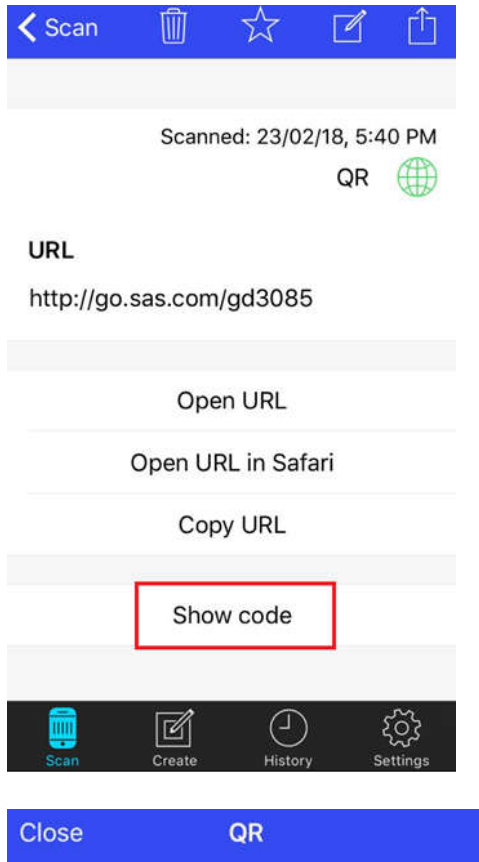 Scan
Scanned: 23/02/18, 5:40 PM
QR
URL
http://go.sas.com/gd3085
Open URL
Open URL in Safari
Copy URL
Show code
Scan Create History Settings
Close QR